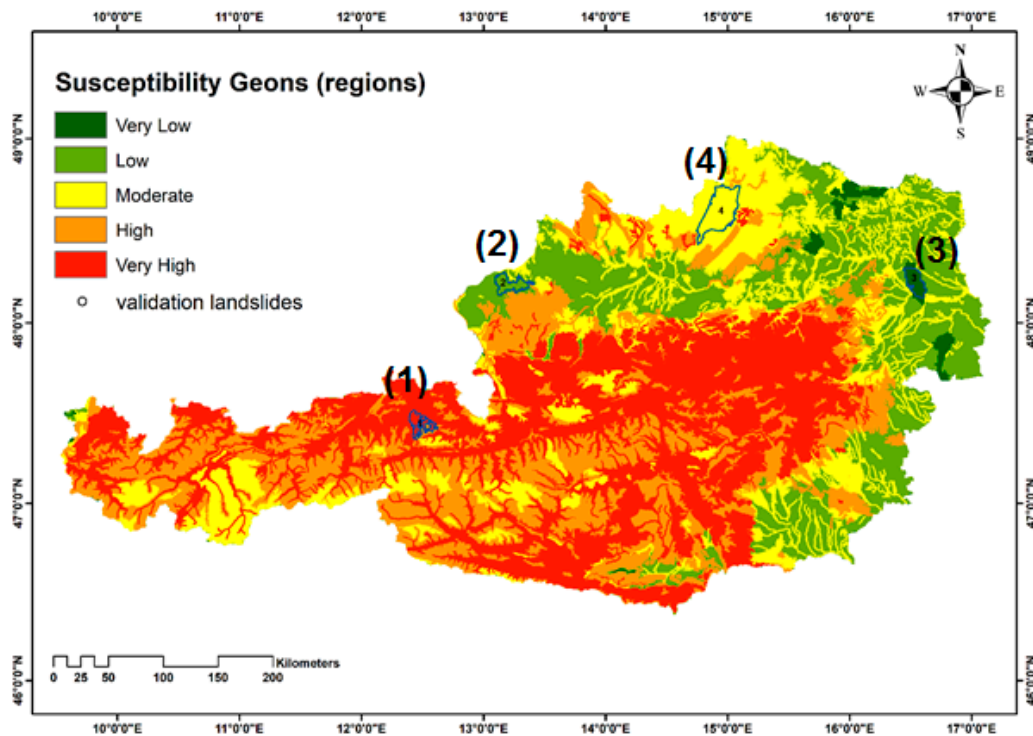 10°0'0"E 11°0'0"E 12°0'0"E 13°0'0"E 14°0'0"E 15°0'0"E 16°0'0"E 17°0'0"E
N
W E
S
Susceptibility Geons (regions)
Very Low
Low
Moderate
High
Very High
validation landslides
49°0'0"N 49°0'0"N
(4)
4
(2)
2
(3)
3
48°0'0"N 48°0'0"N
(1)
47°0'0"N 47°0'0"N
Kilometers
0 25 50 100 150 200
46°0'0"N 46°0'0"N
10°0'0"E 11°0'0"E 12°0'0"E 13°0'0"E 14°0'0"E 15°0'0"E 16°0'0"E 17°0'0"E